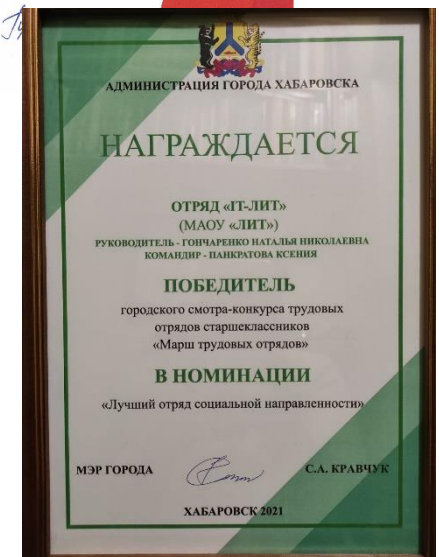 АДМИНИСТРАЦИЯ ГОРОДА ХАБАРОВСКА
НАГРАЖДАЕТСЯ
ОТРЯД «IT-ЛИТ»
(МАОУ «ЛИТ»)
РУКОВОДИТЕЛЬ - ГОНЧАРЕНКО НАТАЛЬЯ НИКОЛАЕВНА
КОМАНДИР - ПАНКРАТОВА КСЕНИЯ
ПОБЕДИТЕЛЬ
городского смотра-конкурса трудовых
отрядов старшеклассников
«Марш трудовых отрядов»
В НОМИНАЦИИ
«Лучший отряд социальной направленности»
МЭР ГОРОДА С.А. КРАВЧУК
ХАБАРОВСК 2021